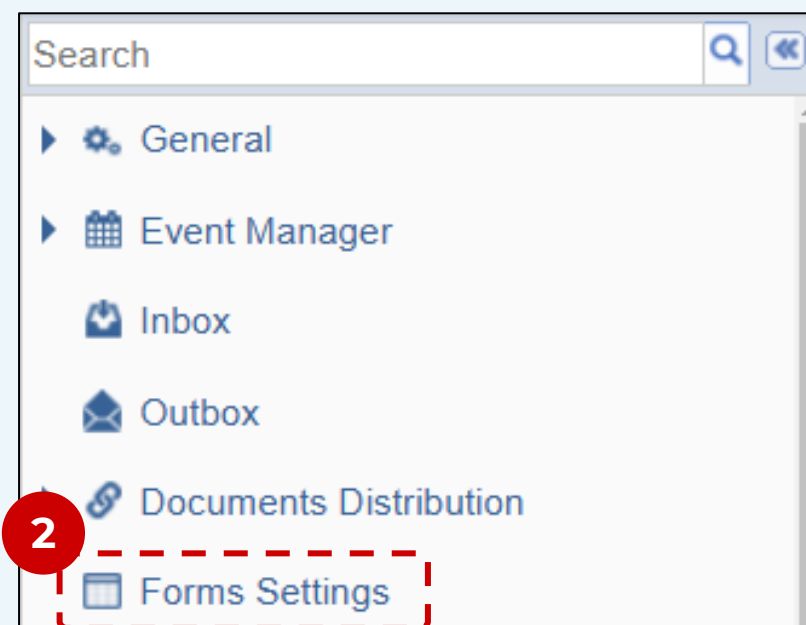 Search
General
Event Manager
Inbox
Outbox
Documents Distribution
2
Forms Settings